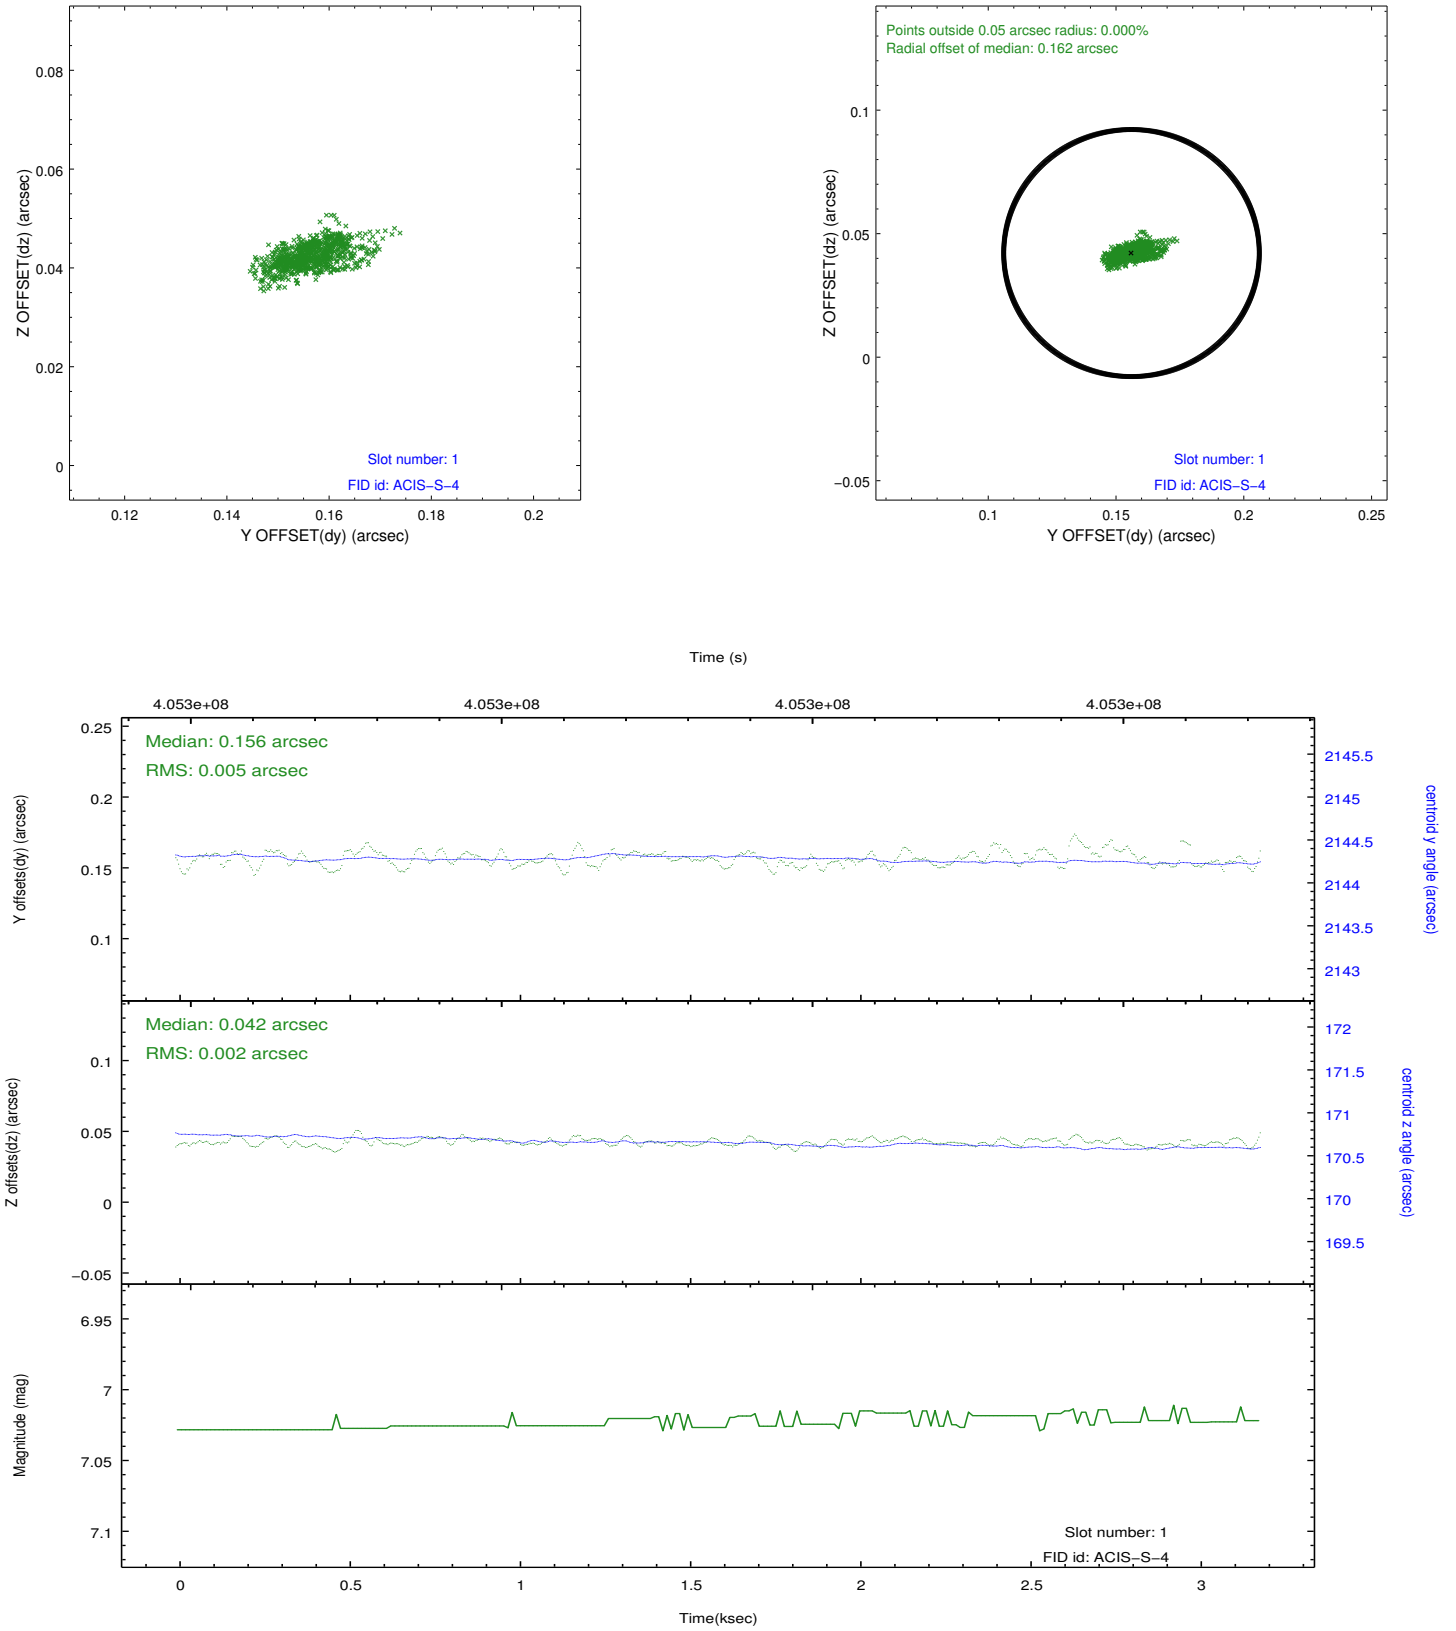 0.08
0.06
0.04
0.02
0
Z OFFSET(dz) (arcsec)
Slot number: 1
FID id: ACIS−S−4
0.12
0.14
0.16
0.18
0.2
Y OFFSET(dy) (arcsec)
Points outside 0.05 arcsec radius: 0.000%
Radial offset of median: 0.162 arcsec
0.1
0.05
0
−0.05
Z OFFSET(dz) (arcsec)
Slot number: 1
FID id: ACIS−S−4
0.1
0.15
0.2
0.25
Y OFFSET(dy) (arcsec)
Time (s)
4.053e+08
4.053e+08
4.053e+08
4.053e+08
Median: 0.156 arcsec
RMS: 0.005 arcsec
0.25
0.2
0.15
0.1
Y offsets(dy) (arcsec)
2145.5
2145
2144.5
2144
2143.5
2143
centroid y angle (arcsec)
Median: 0.042 arcsec
RMS: 0.002 arcsec
0.1
0.05
0
−0.05
Z offsets(dz) (arcsec)
172
171.5
171
170.5
170
169.5
centroid z angle (arcsec)
6.95
7
7.05
7.1
Magnitude (mag)
Slot number: 1
FID id: ACIS−S−4
0
0.5
1
1.5
2
2.5
3
Time(ksec)